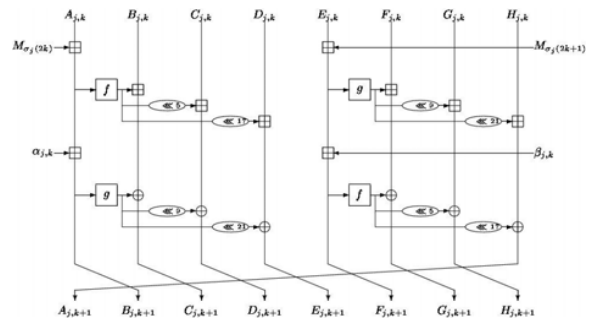 A_{j,k} B_{j,k} C_{j,k} D_{j,k} E_{j,k} F_{j,k} G_{j,k} H_{j,k}
M_{σ_j(2k)} M_{σ_j(2k+1)}
f g
≪ 5 ≪ 9
≪ 17 ≪ 21
α_{j,k} β_{j,k}
g f
≪ 9 ≪ 5
≪ 21 ≪ 17
A_{j,k+1} B_{j,k+1} C_{j,k+1} D_{j,k+1} E_{j,k+1} F_{j,k+1} G_{j,k+1} H_{j,k+1}